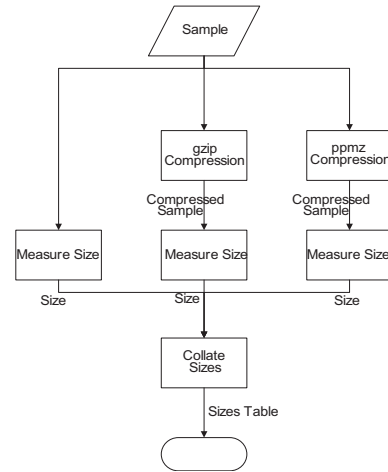 Sample
gzip
Compression
ppmz
Compression
Compressed
Sample
Compressed
Sample
Measure Size
Measure Size
Measure Size
Size
Size
Size
Collate
Sizes
Sizes Table